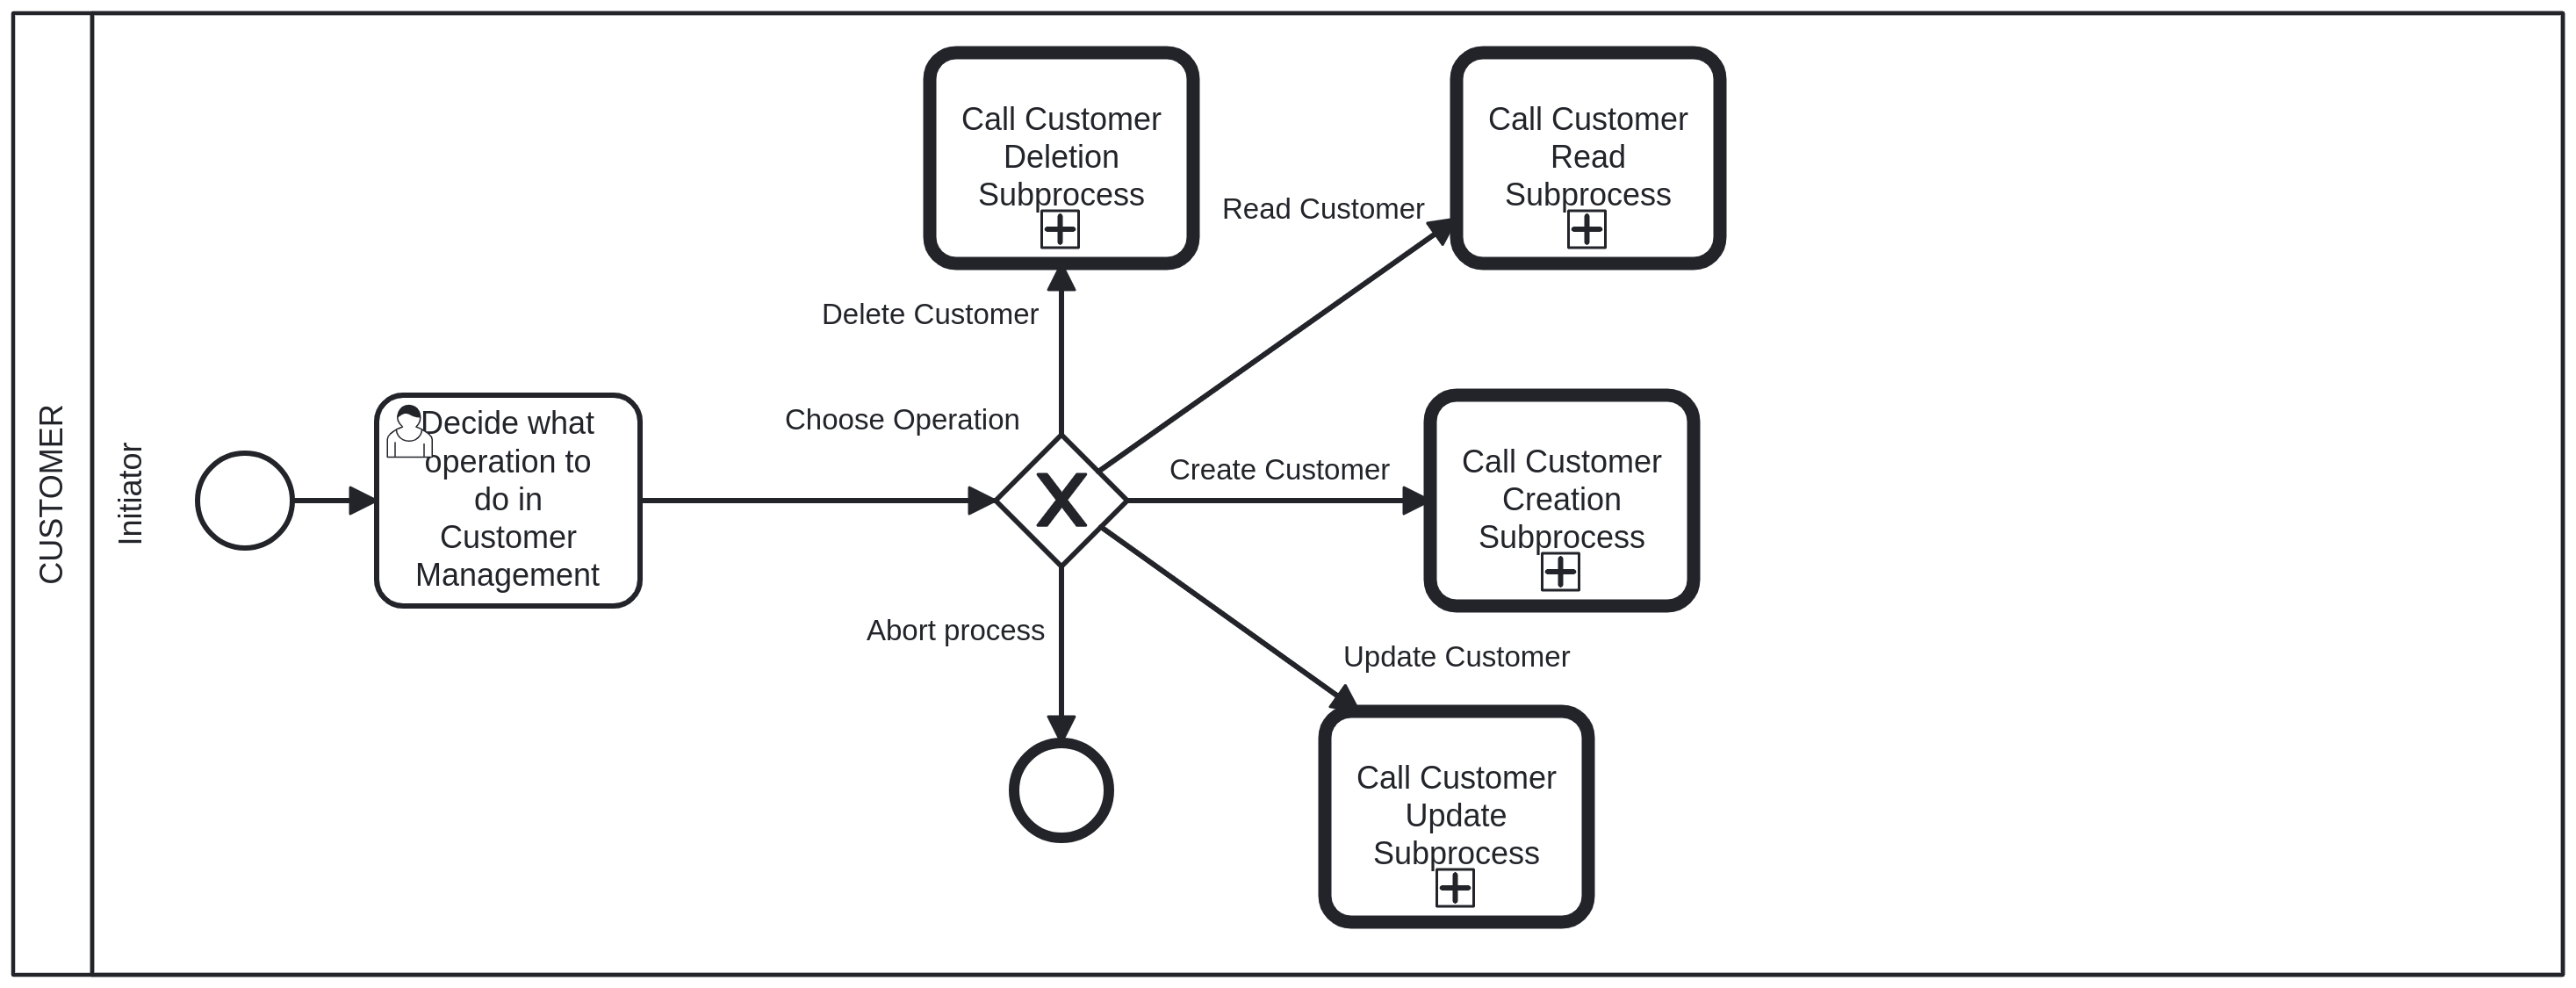 CUSTOMER
Initiator
Decide what
operation to
do in
Customer
Management
Choose Operation
Delete Customer
Call Customer
Deletion
Subprocess
Read Customer
Call Customer
Read
Subprocess
Create Customer
Call Customer
Creation
Subprocess
Update Customer
Call Customer
Update
Subprocess
Abort process